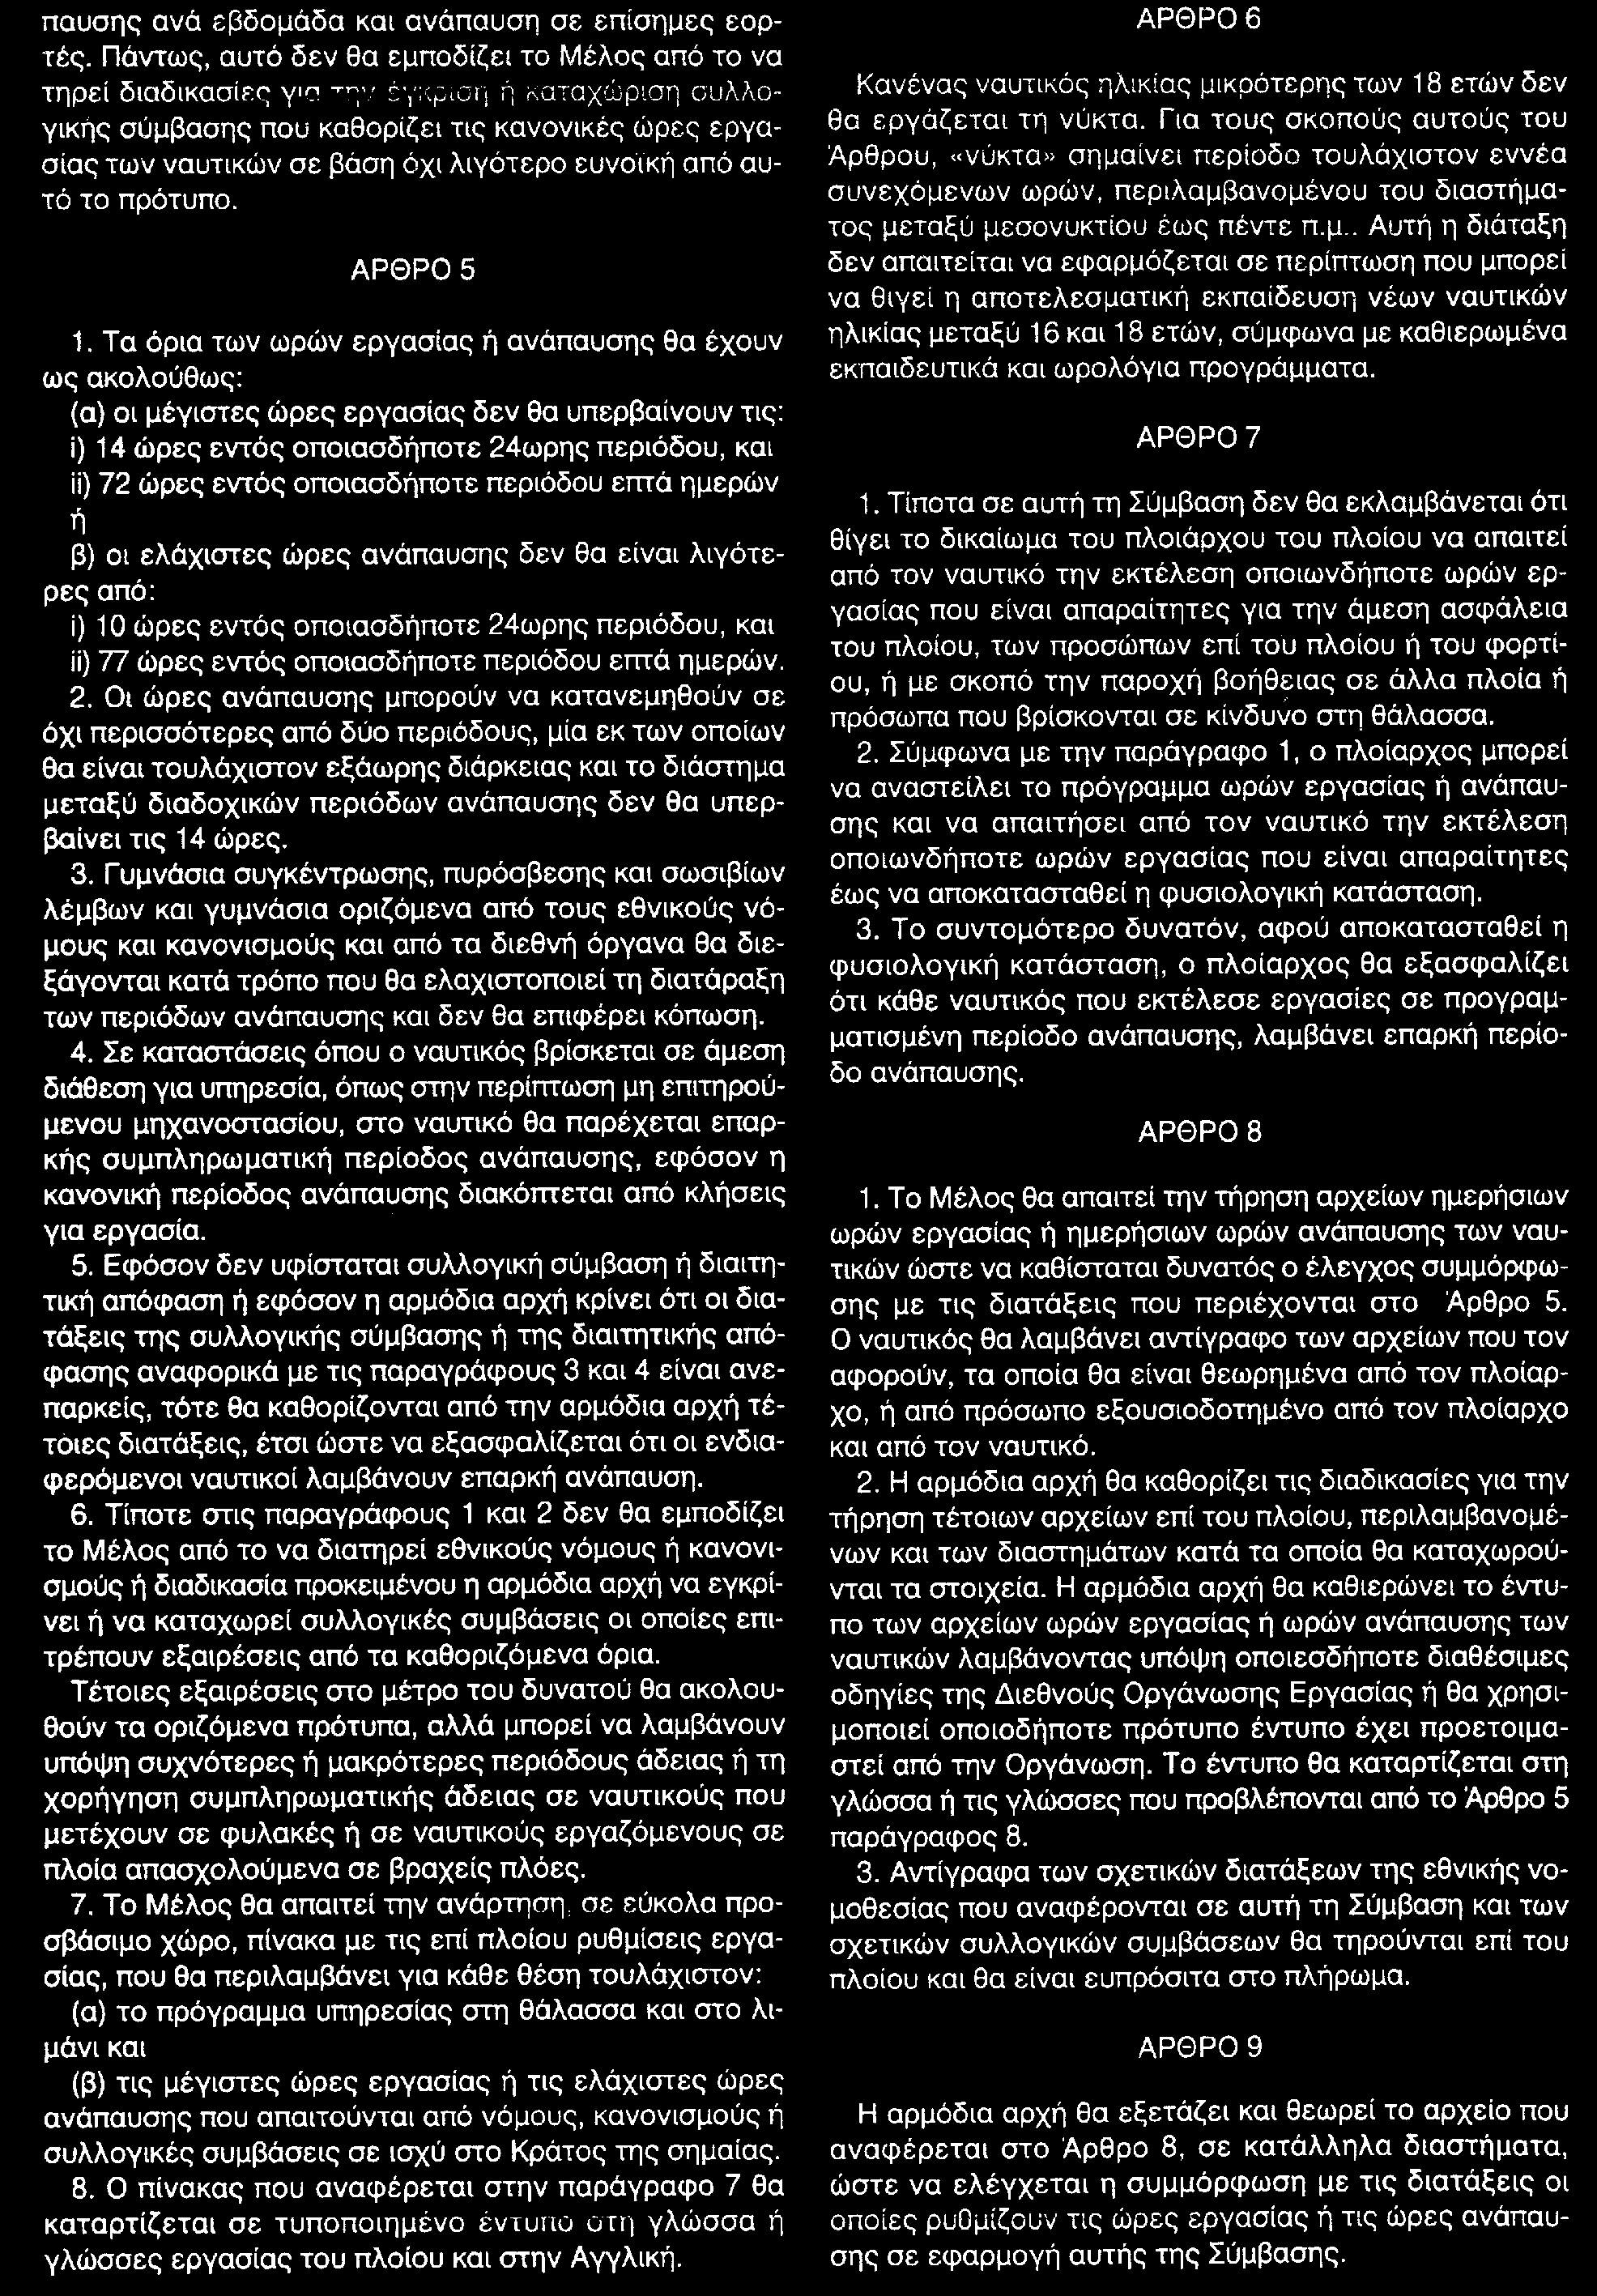 παυσης ανά εβδομάδα και ανάπαυση σε επίσημες εορ-
τές. Πάντως, αυτό δεν θα εμποδίζει το Μέλος από το να
τηρεί διαδικασίες για την έγκριση ή καταχώριση συλλο-
γικής σύμβασης που καθορίζει τις κανονικές ώρες εργα-
σίας των ναυτικών σε βάση όχι λιγότερο ευνοϊκή από αυ-
τό το πρότυπο.
ΑΡΘΡΟ 5
1. Τα όρια των ωρών εργασίας ή ανάπαυσης θα έχουν
ως ακολούθως:
(α) οι μέγιστες ώρες εργασίας δεν θα υπερβαίνουν τις:
i) 14 ώρες εντός οποιασδήποτε 24ωρης περιόδου, και
ii) 72 ώρες εντός οποιασδήποτε περιόδου επτά ημερών
ή
β) οι ελάχιστες ώρες ανάπαυσης δεν θα είναι λιγότε-
ρες από:
i) 10 ώρες εντός οποιασδήποτε 24ωρης περιόδου, και
ii) 77 ώρες εντός οποιασδήποτε περιόδου επτά ημερών.
2. Οι ώρες ανάπαυσης μπορούν να κατανεμηθούν σε
όχι περισσότερες από δύο περιόδους, μία εκ των οποίων
θα είναι τουλάχιστον εξάωρης διάρκειας και το διάστημα
μεταξύ διαδοχικών περιόδων ανάπαυσης δεν θα υπερ-
βαίνει τις 14 ώρες.
3. Γυμνάσια συγκέντρωσης, πυρόσβεσης και σωσιβίων
λέμβων και γυμνάσια οριζόμενα από τους εθνικούς νό-
μους και κανονισμούς και από τα διεθνή όργανα θα διε-
ξάγονται κατά τρόπο που θα ελαχιστοποιεί τη διατάραξη
των περιόδων ανάπαυσης και δεν θα επιφέρει κόπωση.
4. Σε καταστάσεις όπου ο ναυτικός βρίσκεται σε άμεση
διάθεση για υπηρεσία, όπως στην περίπτωση μη επιτηρού-
μενου μηχανοστασίου, στο ναυτικό θα παρέχεται επαρ-
κής συμπληρωματική περίοδος ανάπαυσης, εφόσον η
κανονική περίοδος ανάπαυσης διακόπτεται από κλήσεις
για εργασία.
5. Εφόσον δεν υφίσταται συλλογική σύμβαση ή διαιτη-
τική απόφαση ή εφόσον η αρμόδια αρχή κρίνει ότι οι δια-
τάξεις της συλλογικής σύμβασης ή της διαιτητικής από-
φασης αναφορικά με τις παραγράφους 3 και 4 είναι ανε-
παρκείς, τότε θα καθορίζονται από την αρμόδια αρχή τέ-
τοιες διατάξεις, έτσι ώστε να εξασφαλίζεται ότι οι ενδια-
φερόμενοι ναυτικοί λαμβάνουν επαρκή ανάπαυση.
6. Τίποτε στις παραγράφους 1 και 2 δεν θα εμποδίζει
το Μέλος από το να διατηρεί εθνικούς νόμους ή κανονι-
σμούς ή διαδικασία προκειμένου η αρμόδια αρχή να εγκρί-
νει ή να καταχωρεί συλλογικές συμβάσεις οι οποίες επι-
τρέπουν εξαιρέσεις από τα καθοριζόμενα όρια.
Τέτοιες εξαιρέσεις στο μέτρο του δυνατού θα ακολου-
θούν τα οριζόμενα πρότυπα, αλλά μπορεί να λαμβάνουν
υπόψη συχνότερες ή μακρότερες περιόδους άδειας ή τη
χορήγηση συμπληρωματικής άδειας σε ναυτικούς που
μετέχουν σε φυλακές ή σε ναυτικούς εργαζόμενους σε
πλοία απασχολούμενα σε βραχείς πλόες.
7. Το Μέλος θα απαιτεί την ανάρτηση, σε εύκολα προ-
σβάσιμο χώρο, πίνακα με τις επί πλοίου ρυθμίσεις εργα-
σίας, που θα περιλαμβάνει για κάθε θέση τουλάχιστον:
(α) το πρόγραμμα υπηρεσίας στη θάλασσα και στο λι-
μάνι και
(β) τις μέγιστες ώρες εργασίας ή τις ελάχιστες ώρες
ανάπαυσης που απαιτούνται από νόμους, κανονισμούς ή
συλλογικές συμβάσεις σε ισχύ στο Κράτος της σημαίας.
8. Ο πίνακας που αναφέρεται στην παράγραφο 7 θα
καταρτίζεται σε τυποποιημένο έντυπο στη γλώσσα ή
γλώσσες εργασίας του πλοίου και στην Αγγλική.
ΑΡΘΡΟ 6
Κανένας ναυτικός ηλικίας μικρότερης των 18 ετών δεν
θα εργάζεται τη νύκτα. Για τους σκοπούς αυτούς του
Άρθρου, «νύκτα» σημαίνει περίοδο τουλάχιστον εννέα
συνεχόμενων ωρών, περιλαμβανομένου του διαστήμα-
τος μεταξύ μεσονυκτίου έως πέντε π.μ.. Αυτή η διάταξη
δεν απαιτείται να εφαρμόζεται σε περίπτωση που μπορεί
να θιγεί η αποτελεσματική εκπαίδευση νέων ναυτικών
ηλικίας μεταξύ 16 και 18 ετών, σύμφωνα με καθιερωμένα
εκπαιδευτικά και ωρολόγια προγράμματα.
ΑΡΘΡΟ 7
1. Τίποτα σε αυτή τη Σύμβαση δεν θα εκλαμβάνεται ότι
θίγει το δικαίωμα του πλοιάρχου του πλοίου να απαιτεί
από τον ναυτικό την εκτέλεση οποιωνδήποτε ωρών ερ-
γασίας που είναι απαραίτητες για την άμεση ασφάλεια
του πλοίου, των προσώπων επί του πλοίου ή του φορτί-
ου, ή με σκοπό την παροχή βοήθειας σε άλλα πλοία ή
πρόσωπα που βρίσκονται σε κίνδυνο στη θάλασσα.
2. Σύμφωνα με την παράγραφο 1, ο πλοίαρχος μπορεί
να αναστείλει το πρόγραμμα ωρών εργασίας ή ανάπαυ-
σης και να απαιτήσει από τον ναυτικό την εκτέλεση
οποιωνδήποτε ωρών εργασίας που είναι απαραίτητες
έως να αποκατασταθεί η φυσιολογική κατάσταση.
3. Το συντομότερο δυνατόν, αφού αποκατασταθεί η
φυσιολογική κατάσταση, ο πλοίαρχος θα εξασφαλίζει
ότι κάθε ναυτικός που εκτέλεσε εργασίες σε προγραμ-
ματισμένη περίοδο ανάπαυσης, λαμβάνει επαρκή περίο-
δο ανάπαυσης.
ΑΡΘΡΟ 8
1. Το Μέλος θα απαιτεί την τήρηση αρχείων ημερήσιων
ωρών εργασίας ή ημερήσιων ωρών ανάπαυσης των ναυ-
τικών ώστε να καθίσταται δυνατός ο έλεγχος συμμόρφω-
σης με τις διατάξεις που περιέχονται στο Άρθρο 5.
Ο ναυτικός θα λαμβάνει αντίγραφο των αρχείων που τον
αφορούν, τα οποία θα είναι θεωρημένα από τον πλοίαρ-
χο, ή από πρόσωπο εξουσιοδοτημένο από τον πλοίαρχο
και από τον ναυτικό.
2. Η αρμόδια αρχή θα καθορίζει τις διαδικασίες για την
τήρηση τέτοιων αρχείων επί του πλοίου, περιλαμβανομέ-
νων και των διαστημάτων κατά τα οποία θα καταχωρού-
νται τα στοιχεία. Η αρμόδια αρχή θα καθιερώνει το έντυ-
πο των αρχείων ωρών εργασίας ή ωρών ανάπαυσης των
ναυτικών λαμβάνοντας υπόψη οποιεσδήποτε διαθέσιμες
οδηγίες της Διεθνούς Οργάνωσης Εργασίας ή θα χρησι-
μοποιεί οποιοδήποτε πρότυπο έντυπο έχει προετοιμα-
στεί από την Οργάνωση. Το έντυπο θα καταρτίζεται στη
γλώσσα ή τις γλώσσες που προβλέπονται από το Άρθρο 5
παράγραφος 8.
3. Αντίγραφα των σχετικών διατάξεων της εθνικής νο-
μοθεσίας που αναφέρονται σε αυτή τη Σύμβαση και των
σχετικών συλλογικών συμβάσεων θα τηρούνται επί του
πλοίου και θα είναι ευπρόσιτα στο πλήρωμα.
ΑΡΘΡΟ 9
Η αρμόδια αρχή θα εξετάζει και θεωρεί το αρχείο που
αναφέρεται στο Άρθρο 8, σε κατάλληλα διαστήματα,
ώστε να ελέγχεται η συμμόρφωση με τις διατάξεις οι
οποίες ρυθμίζουν τις ώρες εργασίας ή τις ώρες ανάπαυ-
σης σε εφαρμογή αυτής της Σύμβασης.